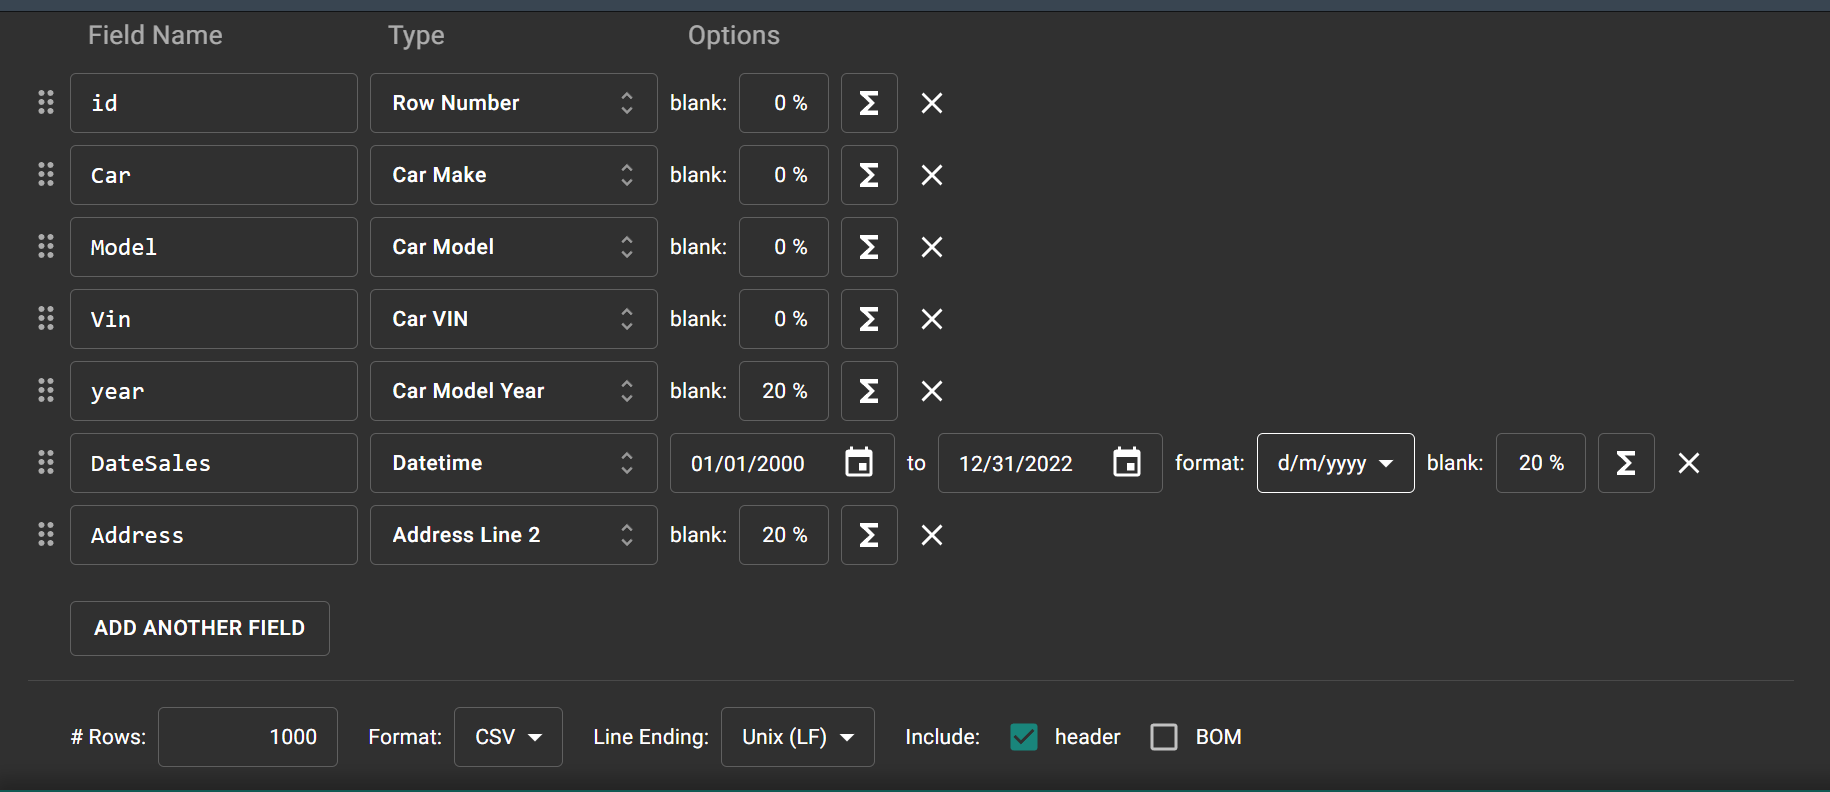 Field Name Type Options
id Row Number blank: 0 % Σ
Car Car Make blank: 0 % Σ
Model Car Model blank: 0 % Σ
Vin Car VIN blank: 0 % Σ
year Car Model Year blank: 20 % Σ
DateSales Datetime 01/01/2000 to 12/31/2022 format: d/m/yyyy blank: 20 % Σ
Address Address Line 2 blank: 20 % Σ
ADD ANOTHER FIELD
# Rows: 1000 Format: CSV Line Ending: Unix (LF) Include: header BOM